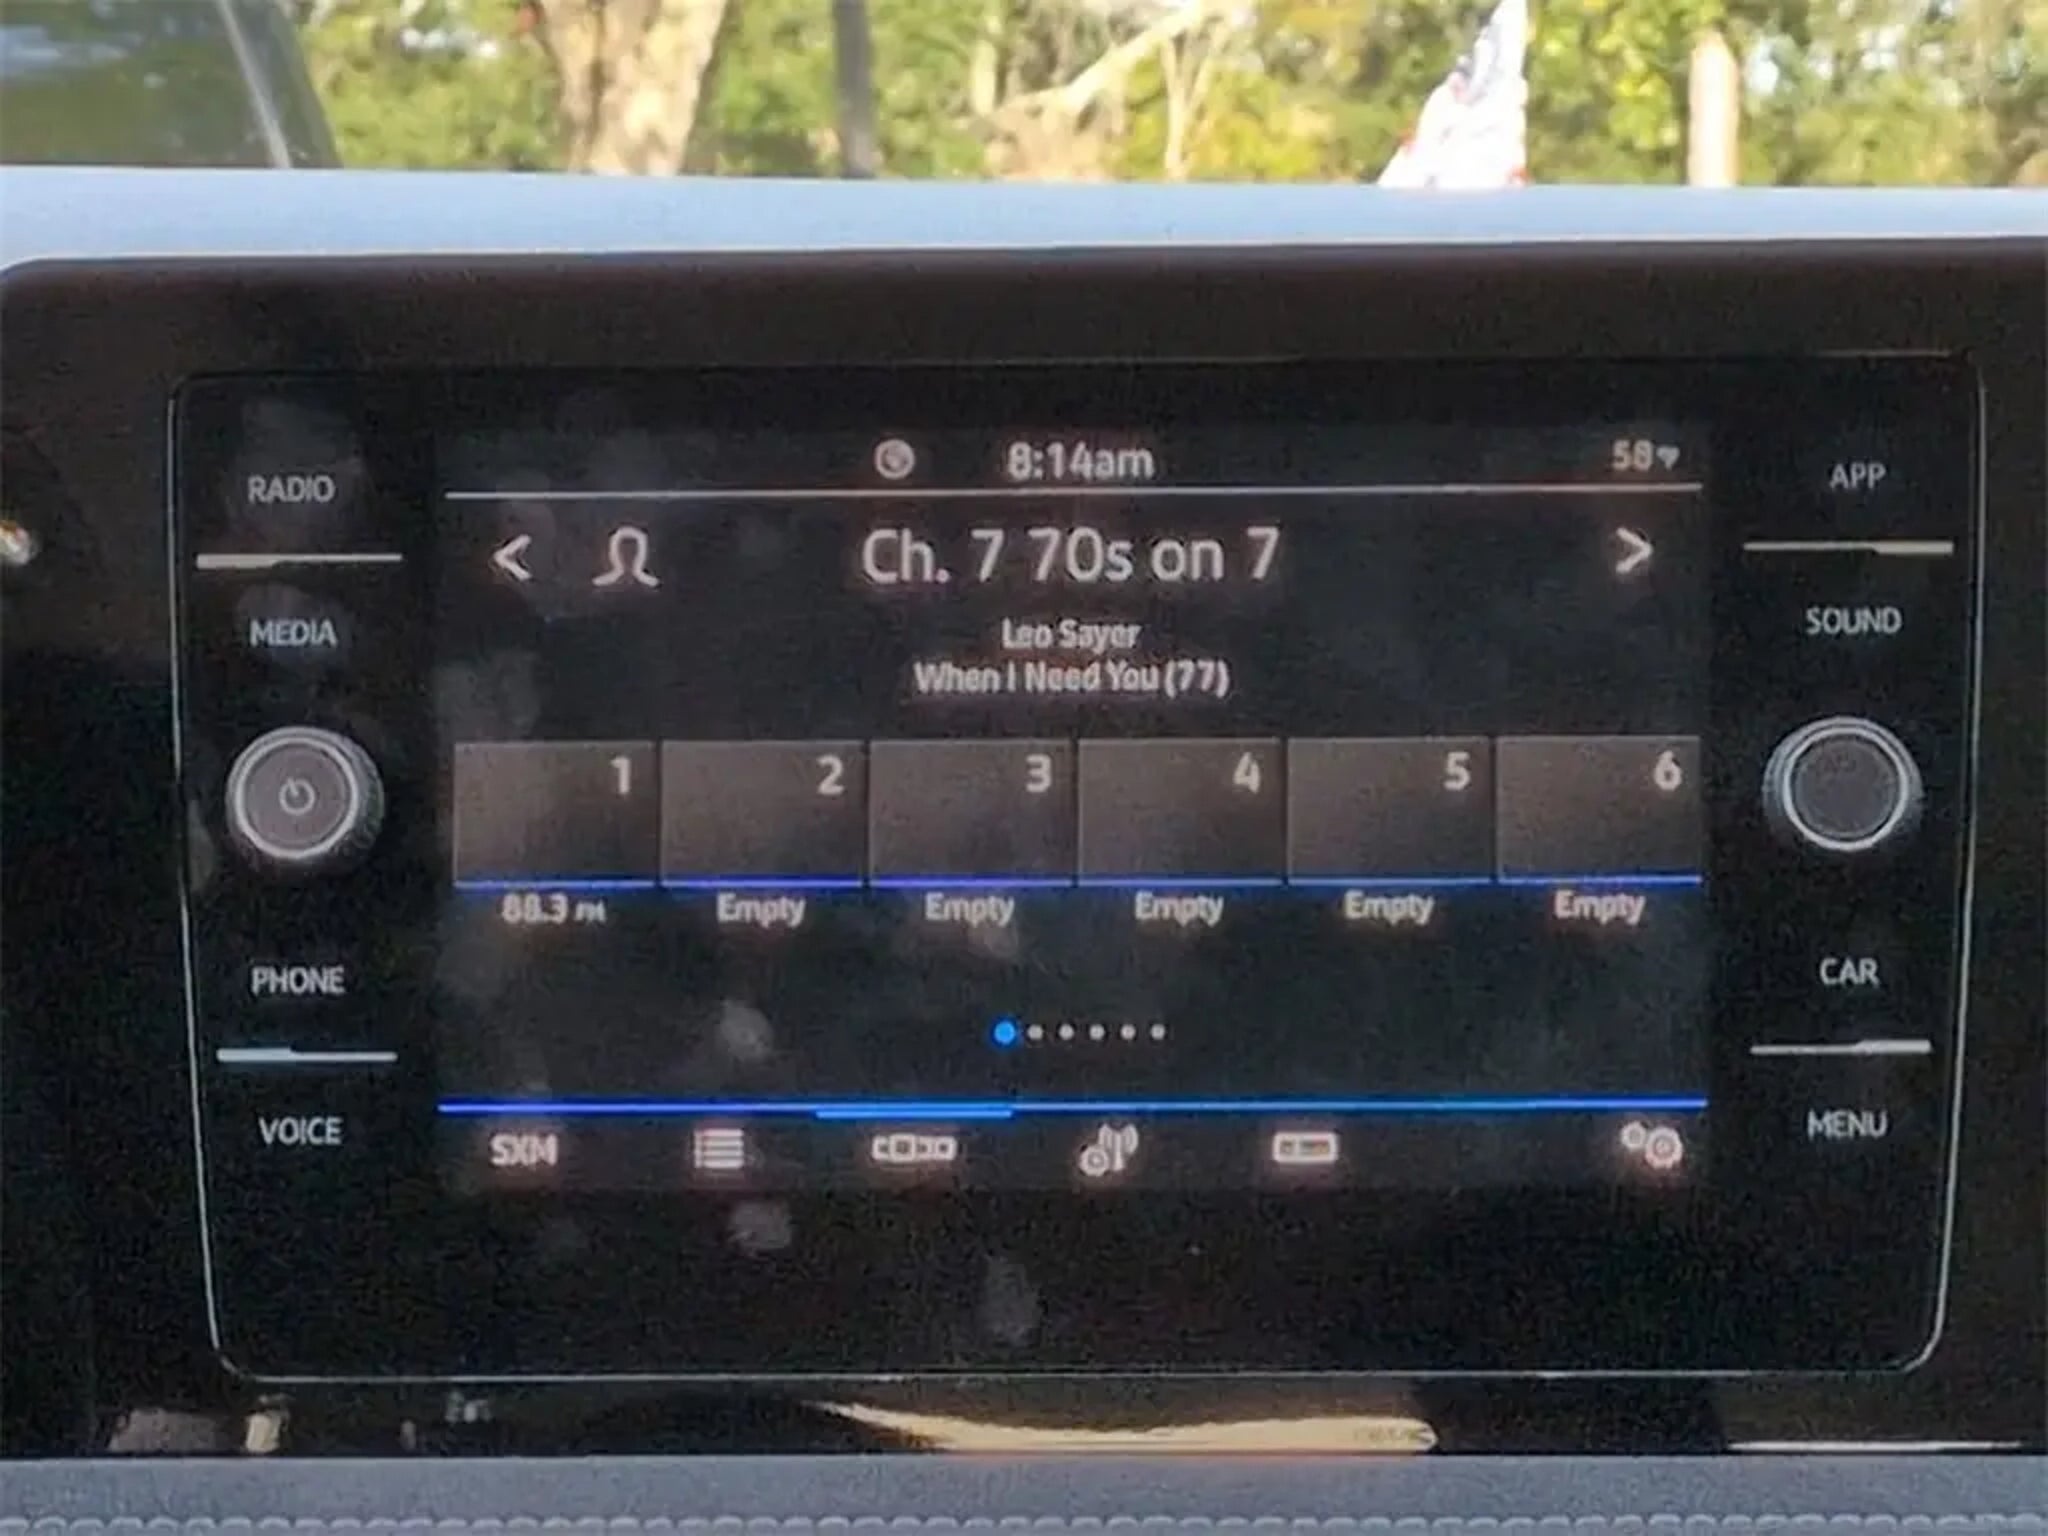 8:14am
58°F
RADIO
APP
Ch. 7 70s on 7
MEDIA
Leo Sayer
SOUND
When I Need You (77)
1 2 3 4 5 6
88.3 FM Empty Empty Empty Empty Empty
PHONE
CAR
VOICE
SXM
MENU